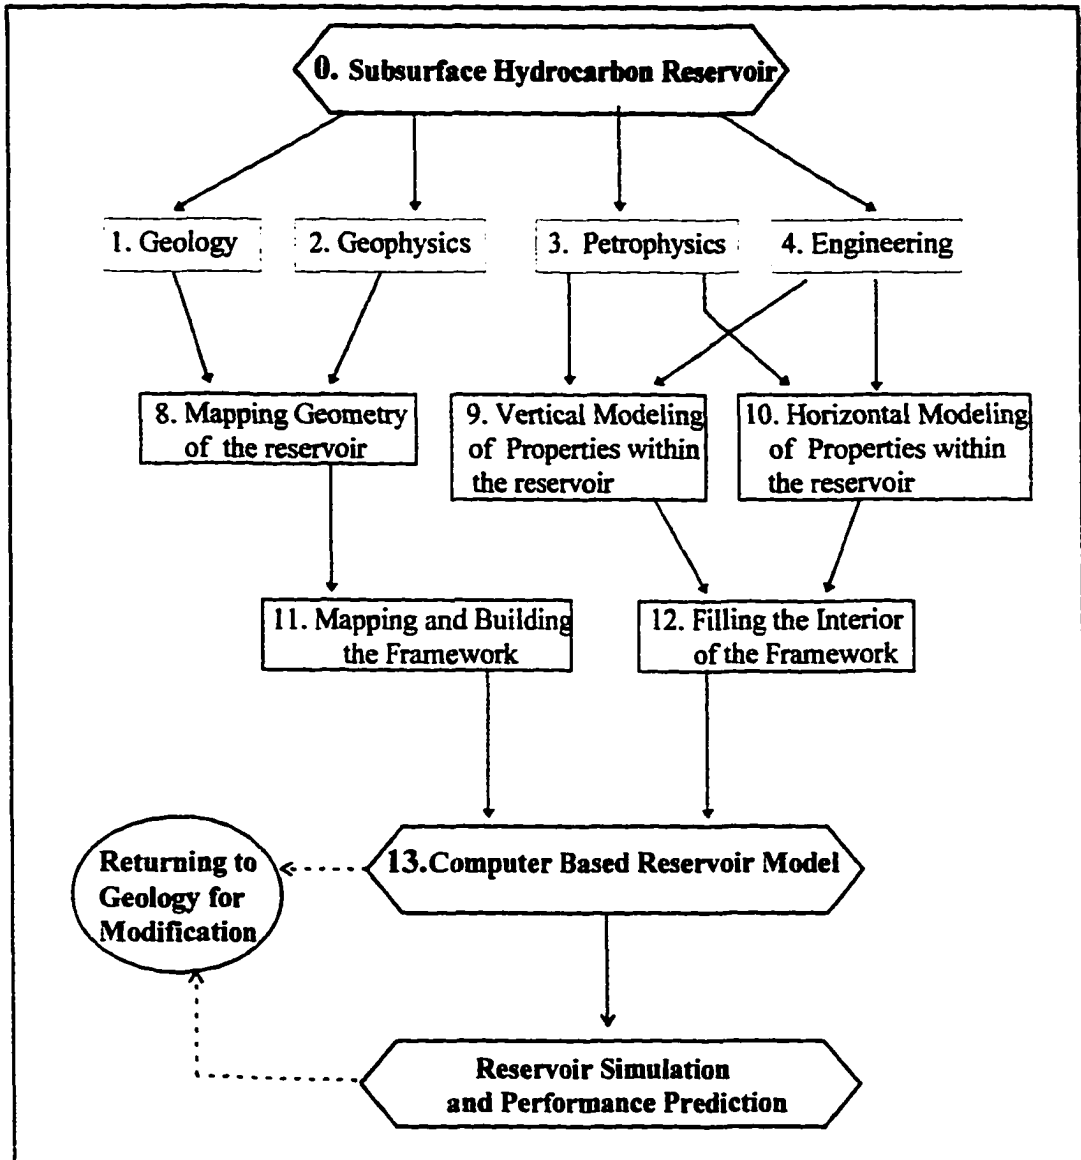 0. Subsurface Hydrocarbon Reservoir
1. Geology
2. Geophysics
3. Petrophysics
4. Engineering
8. Mapping Geometry
of the reservoir
9. Vertical Modeling
of Properties within
the reservoir
10. Horizontal Modeling
of Properties within
the reservoir
11. Mapping and Building
the Framework
12. Filling the Interior
of the Framework
13.Computer Based Reservoir Model
Returning to
Geology for
Modification
Reservoir Simulation
and Performance Prediction